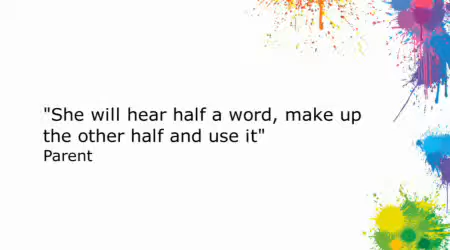 "She will hear half a word, make up
the other half and use it"
Parent